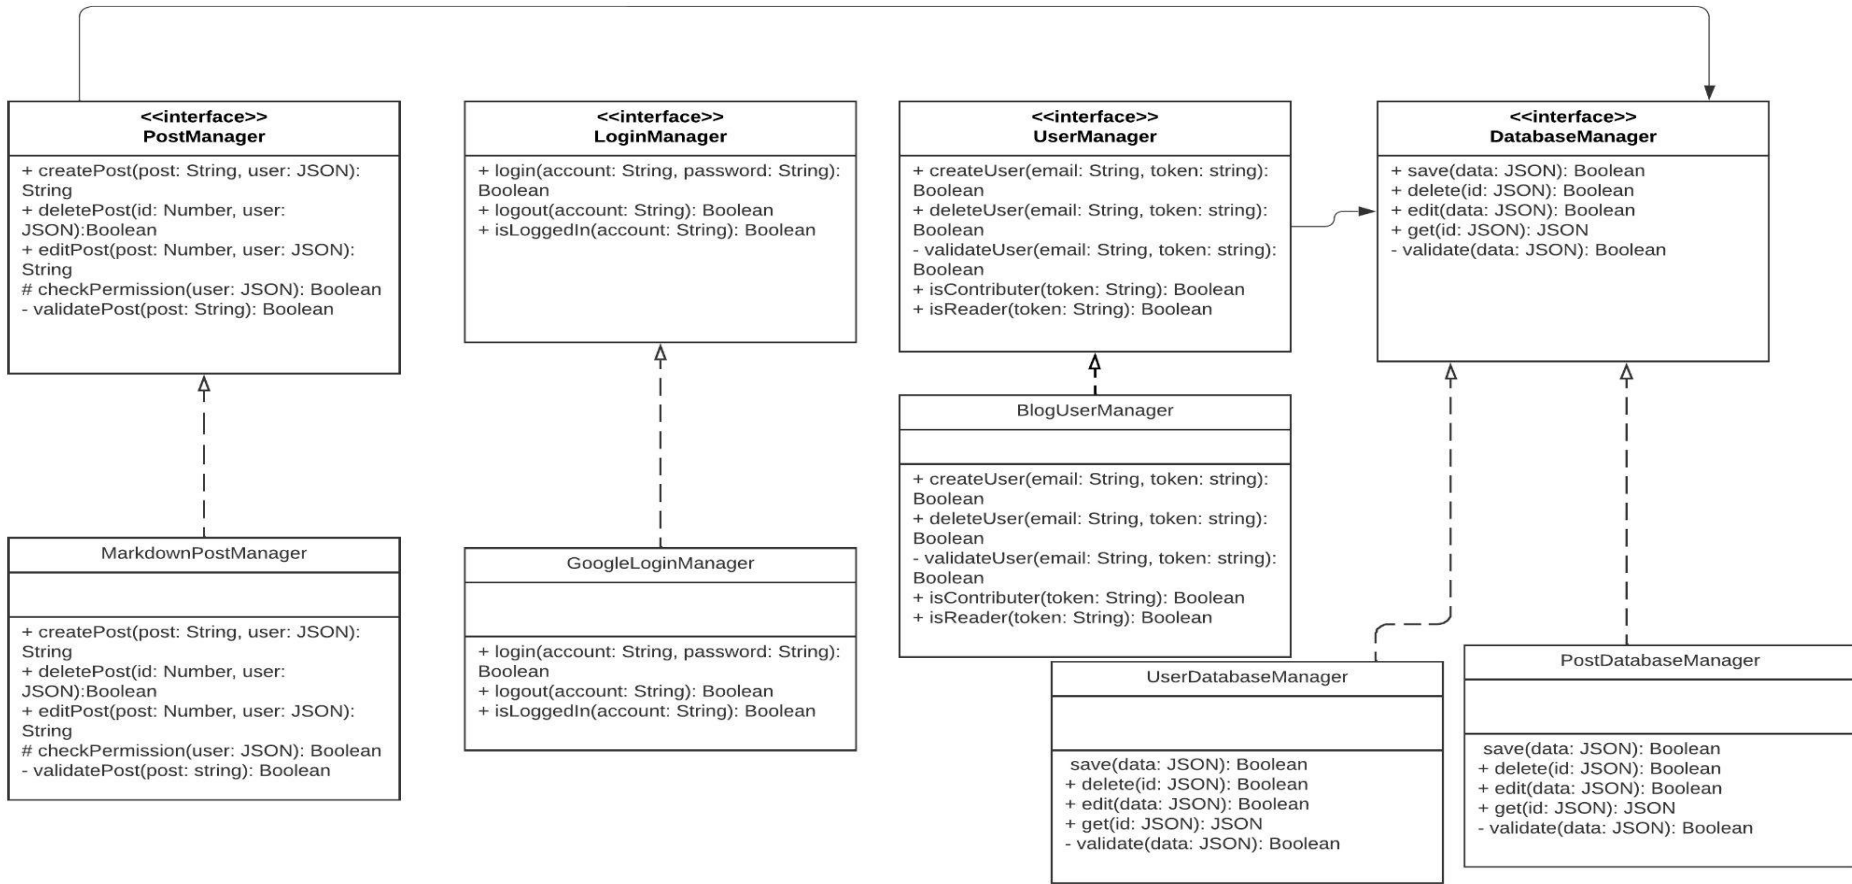 <<interface>>
PostManager
+ createPost(post: String, user: JSON):
String
+ deletePost(id: Number, user:
JSON):Boolean
+ editPost(post: Number, user: JSON):
String
# checkPermission(user: JSON): Boolean
- validatePost(post: String): Boolean
<<interface>>
LoginManager
+ login(account: String, password: String):
Boolean
+ logout(account: String): Boolean
+ isLoggedIn(account: String): Boolean
<<interface>>
UserManager
+ createUser(email: String, token: string):
Boolean
+ deleteUser(email: String, token: string):
Boolean
- validateUser(email: String, token: string):
Boolean
+ isContributer(token: String): Boolean
+ isReader(token: String): Boolean
<<interface>>
DatabaseManager
+ save(data: JSON): Boolean
+ delete(id: JSON): Boolean
+ edit(data: JSON): Boolean
+ get(id: JSON): JSON
- validate(data: JSON): Boolean
MarkdownPostManager
+ createPost(post: String, user: JSON):
String
+ deletePost(id: Number, user:
JSON):Boolean
+ editPost(post: Number, user: JSON):
String
# checkPermission(user: JSON): Boolean
- validatePost(post: string): Boolean
GoogleLoginManager
+ login(account: String, password: String):
Boolean
+ logout(account: String): Boolean
+ isLoggedIn(account: String): Boolean
BlogUserManager
+ createUser(email: String, token: string):
Boolean
+ deleteUser(email: String, token: string):
Boolean
- validateUser(email: String, token: string):
Boolean
+ isContributer(token: String): Boolean
+ isReader(token: String): Boolean
UserDatabaseManager
save(data: JSON): Boolean
+ delete(id: JSON): Boolean
+ edit(data: JSON): Boolean
+ get(id: JSON): JSON
- validate(data: JSON): Boolean
PostDatabaseManager
save(data: JSON): Boolean
+ delete(id: JSON): Boolean
+ edit(data: JSON): Boolean
+ get(id: JSON): JSON
- validate(data: JSON): Boolean